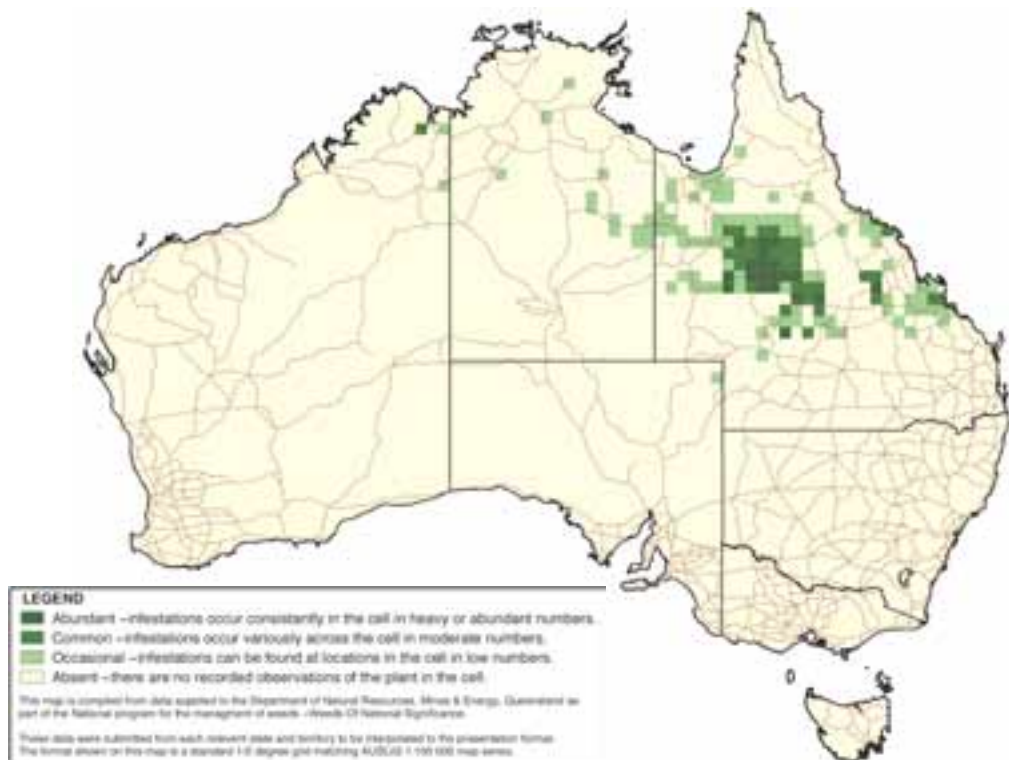 LEGEND
Abundant –infestations occur consistently in the cell in heavy or abundant numbers.
Common –infestations occur variously across the cell in moderate numbers.
Occasional –infestations can be found at locations in the cell in low numbers.
Absent –there are no recorded observations of the plant in the cell.
This map is compiled from data supplied to the Department of Natural Resources, Mines & Energy, Queensland as
part of the National program for the managment of weeds –Weeds Of National Significance.
These data were submitted from each relevant state and territory to be interpolated to the presentation format.
The format shown on this map is a standard 1:0 degree grid matching 1:100 000 map series.